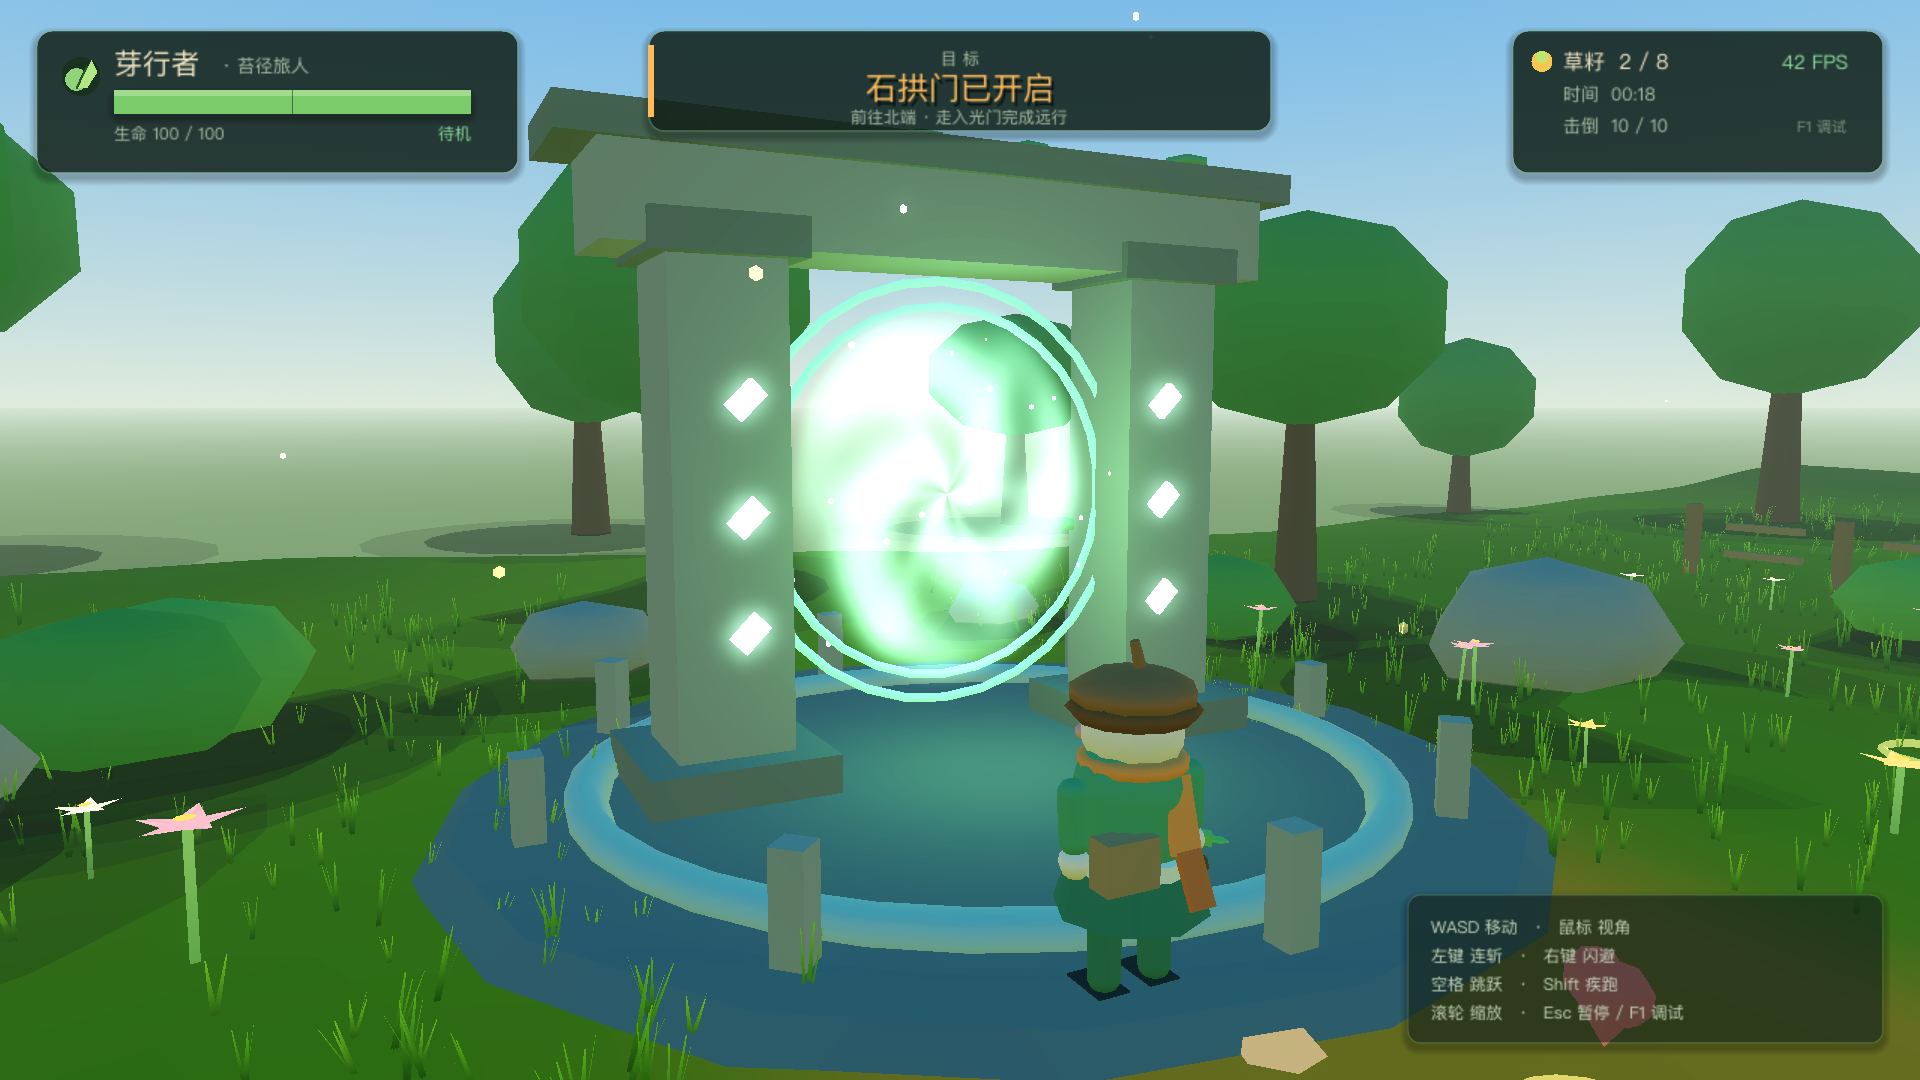 芽行者 · 苔径旅人
生命 100 / 100 待机
目 标
石拱门已开启
前往北端 · 走入光门完成远行
草籽 2 / 8 42 FPS
时间 00:18
击倒 10 / 10 F1 调试
WASD 移动 · 鼠标 视角
左键 连斩 · 右键 闪避
空格 跳跃 · Shift 疾跑
滚轮 缩放 · Esc 暂停 / F1 调试